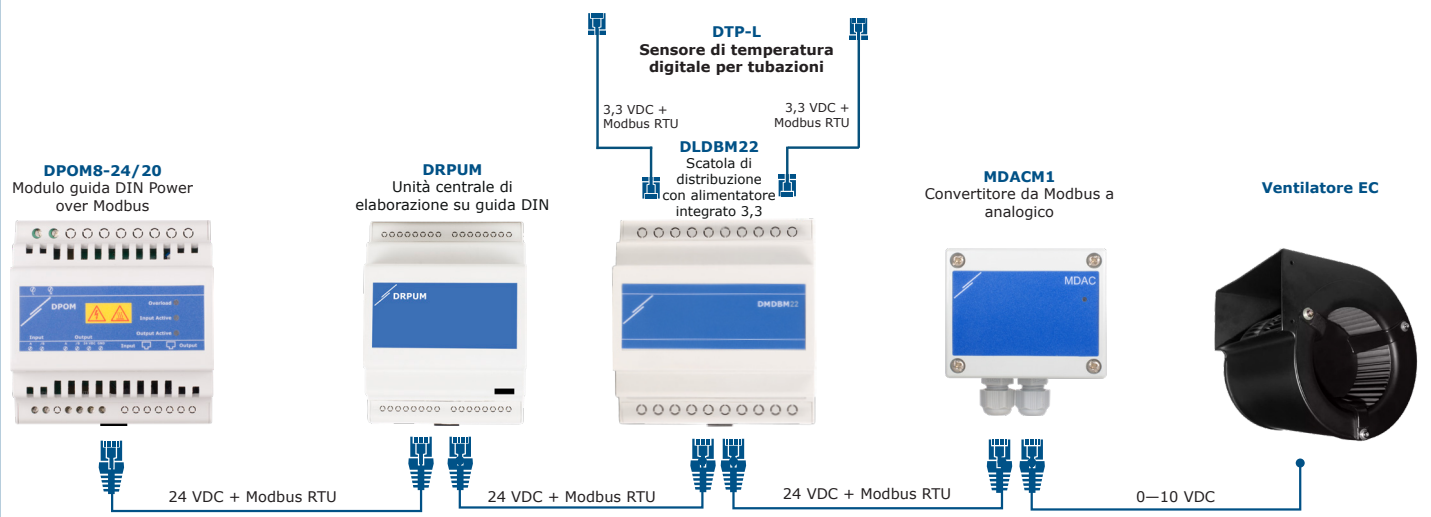 DTP-L
Sensore di temperatura
digitale per tubazioni
3,3 VDC +
Modbus RTU
3,3 VDC +
Modbus RTU
DPOM8-24/20
Modulo guida DIN Power
over Modbus
DRPUM
Unità centrale di
elaborazione su guida DIN
DLDBM22
Scatola di
distribuzione
con alimentatore
integrato 3,3
MDACM1
Convertitore da Modbus a
analogico
Ventilatore EC
DPOM
Overload
Input Active
Output Active
Input
Output
Input
Output
DRPUM
DMDBM22
MDAC
24 VDC + Modbus RTU
24 VDC + Modbus RTU
24 VDC + Modbus RTU
0—10 VDC